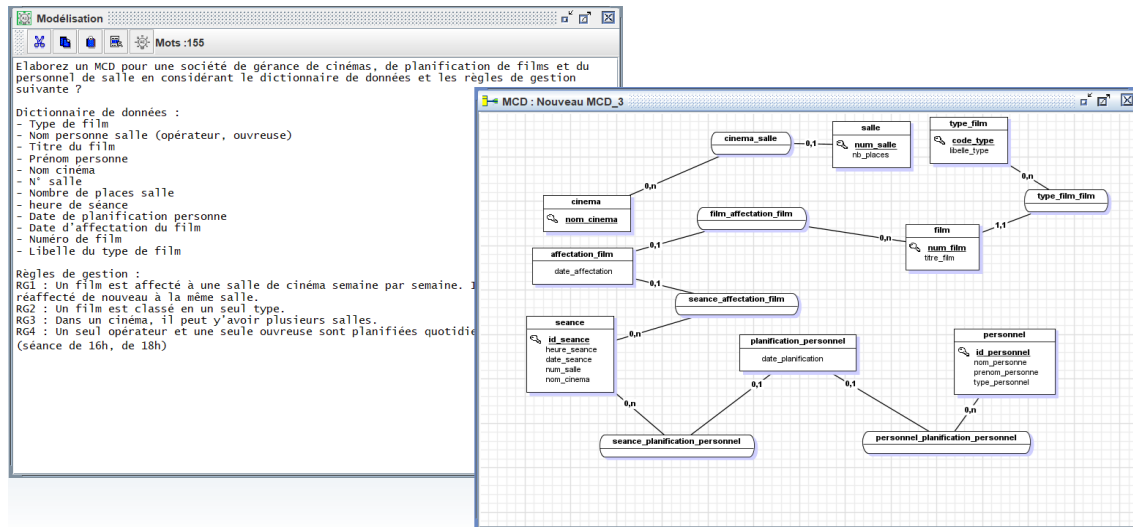 Modélisation
Mots :155
Elaborez un MCD pour une société de gérance de cinémas, de planification de films et du
personnel de salle en considérant le dictionnaire de données et les règles de gestion
suivante ?
Dictionnaire de données :
- Type de film
- Nom personne salle (opérateur, ouvreuse)
- Titre du film
- Prénom personne
- Nom cinéma
- N° salle
- Nombre de places salle
- heure de séance
- Date de planification personne
- Date d'affectation du film
- Numéro de film
- Libelle du type de film
Règles de gestion :
RG1 : Un film est affecté à une salle de cinéma semaine par semaine.
réaffecté de nouveau à la même salle.
RG2 : Un film est classé en un seul type.
RG3 : Dans un cinéma, il peut y'avoir plusieurs salles.
RG4 : Un seul opérateur et une seule ouvreuse sont planifiées
(séance de 16h, de 18h)
MCD : Nouveau MCD_3
cinema_salle
0,1
0,n
salle
num_salle
nb_places
type_film
code_type
libelle_type
0,n
type_film_film
1,1
cinema
nom_cinema
film_affectation_film
0,1
0,n
film
num_film
titre_film
affectation_film
date_affectation
0,1
seance_affectation_film
0,n
seance
id_seance
heure_seance
date_seance
num_salle
nom_cinema
0,n
planification_personnel
date_planification
0,1
0,1
personnel
id_personnel
nom_personne
prenom_personne
type_personnel
0,n
seance_planification_personnel
personnel_planification_personnel